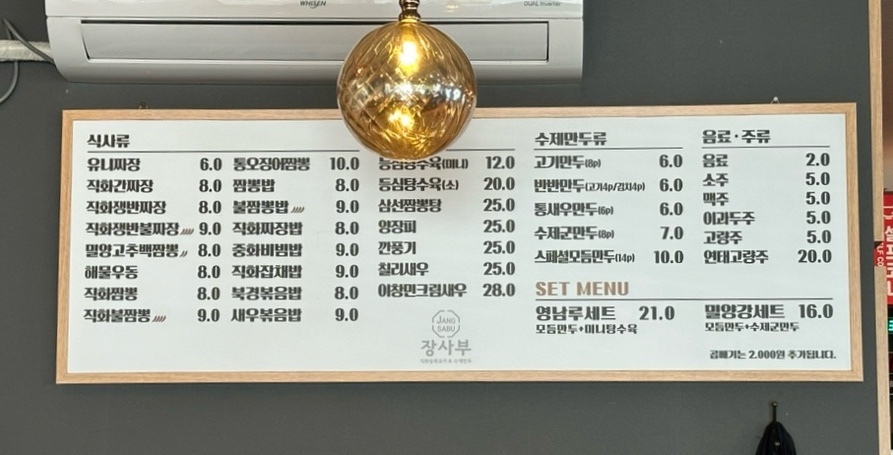 WHISEN
DUAL Inverter
식사류
유니짜장 6.0
직화간짜장 8.0
직화쟁반짜장 8.0
직화쟁반불짜장 9.0
밀양고추백짬뽕 8.0
해물우동 8.0
직화짬뽕 8.0
직화불짬뽕 9.0
통오징어짬뽕 10.0
짬뽕밥 8.0
불짬뽕밥 9.0
직화짜장밥 8.0
중화비빔밥 9.0
직화잡채밥 9.0
북경볶음밥 8.0
새우볶음밥 9.0
등심탕수육(미니) 12.0
등심탕수육(소) 20.0
삼선짬뽕탕 25.0
양장피 25.0
깐풍기 25.0
칠리새우 25.0
아창민크림새우 28.0
JANG
SABU
장사부
수제만두류
고기만두(8p) 6.0
반반만두(고기4p/김치4p) 6.0
통새우만두(6p) 6.0
수제군만두(8p) 7.0
스페셜모듬만두(14p) 10.0
음료·주류
음료 2.0
소주 5.0
맥주 5.0
이과두주 5.0
고량주 5.0
연태고량주 20.0
SET MENU
영남루세트 21.0
모듬만두+미니탕수육
밀양강세트 16.0
모듬만두+수제군만두
곱빼기는 2.000원 추가됩니다.